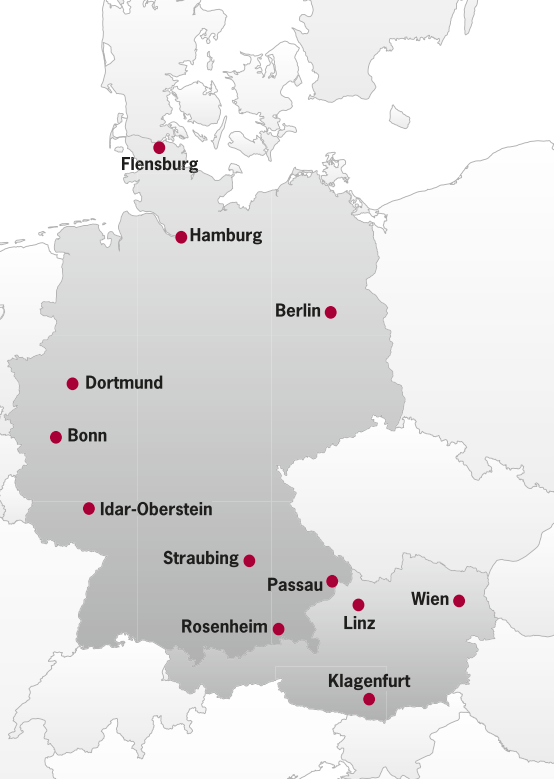 Flensburg
Hamburg
Berlin
Dortmund
Bonn
Idar-Oberstein
Straubing
Passau
Wien
Linz
Rosenheim
Klagenfurt